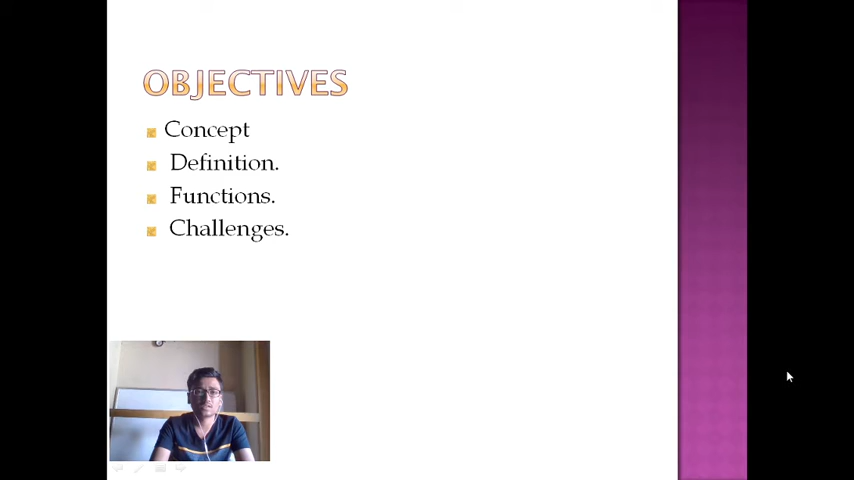 OBJECTIVES
Concept
Definition.
Functions.
Challenges.